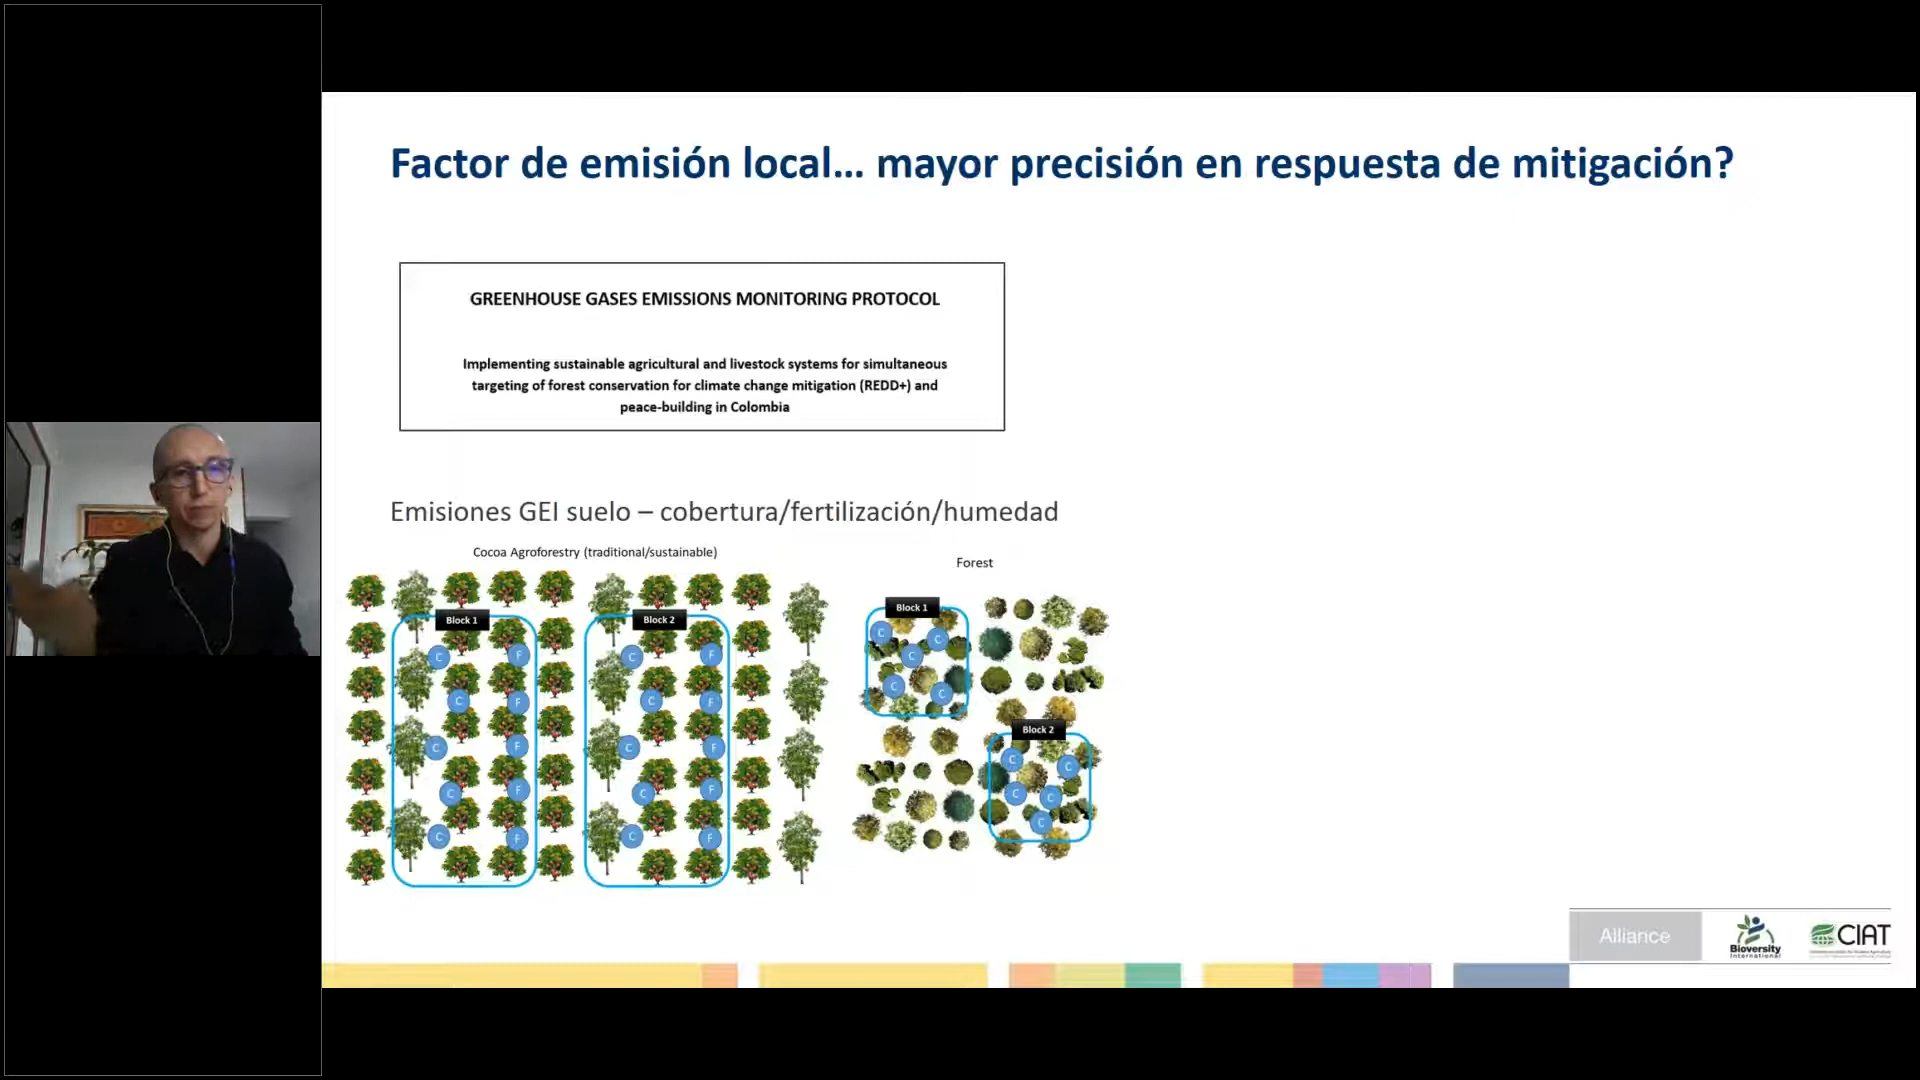 Factor de emisión local... mayor precisión en respuesta de mitigación?
GREENHOUSE GASES EMISSIONS MONITORING PROTOCOL
Implementing sustainable agricultural and livestock systems for simultaneous
targeting of forest conservation for climate change mitigation (REDD+) and
peace-building in Colombia
Emisiones GEI suelo – cobertura/fertilización/humedad
Cocoa Agroforestry (traditional/sustainable)
Forest
Block 1
Block 2
Block 1
Block 2
C F C F
C F C F
C F C F
C F C F
C F C F
C C
C
C C
C C
C C
C
Alliance
Bioversity
International
CIAT